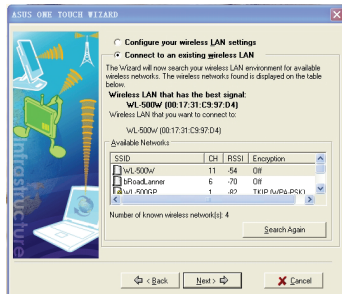 ASUS ONE TOUCH WIZARD
Configure your wireless LAN settings
Connect to an existing wireless LAN
The Wizard will now search your wireless LAN environment for available
wireless networks. The wireless networks found is displayed on the table
below.
Wireless LAN that has the best signal:
WL-500W (00:17:31:C9:97:D4)
Wireless LAN that you want to connect to:
WL-500W (00:17:31:C9:97:D4)
Available Networks
SSID CH RSSI Encryption
WL-500W 11 -54 Off
bRoadLanner 6 -70 Off
WL-500GP 1 -82 TKIP (WPA-PSK)
Number of known wireless network(s): 4
Search Again
< Back Next > Cancel
Infrastructure